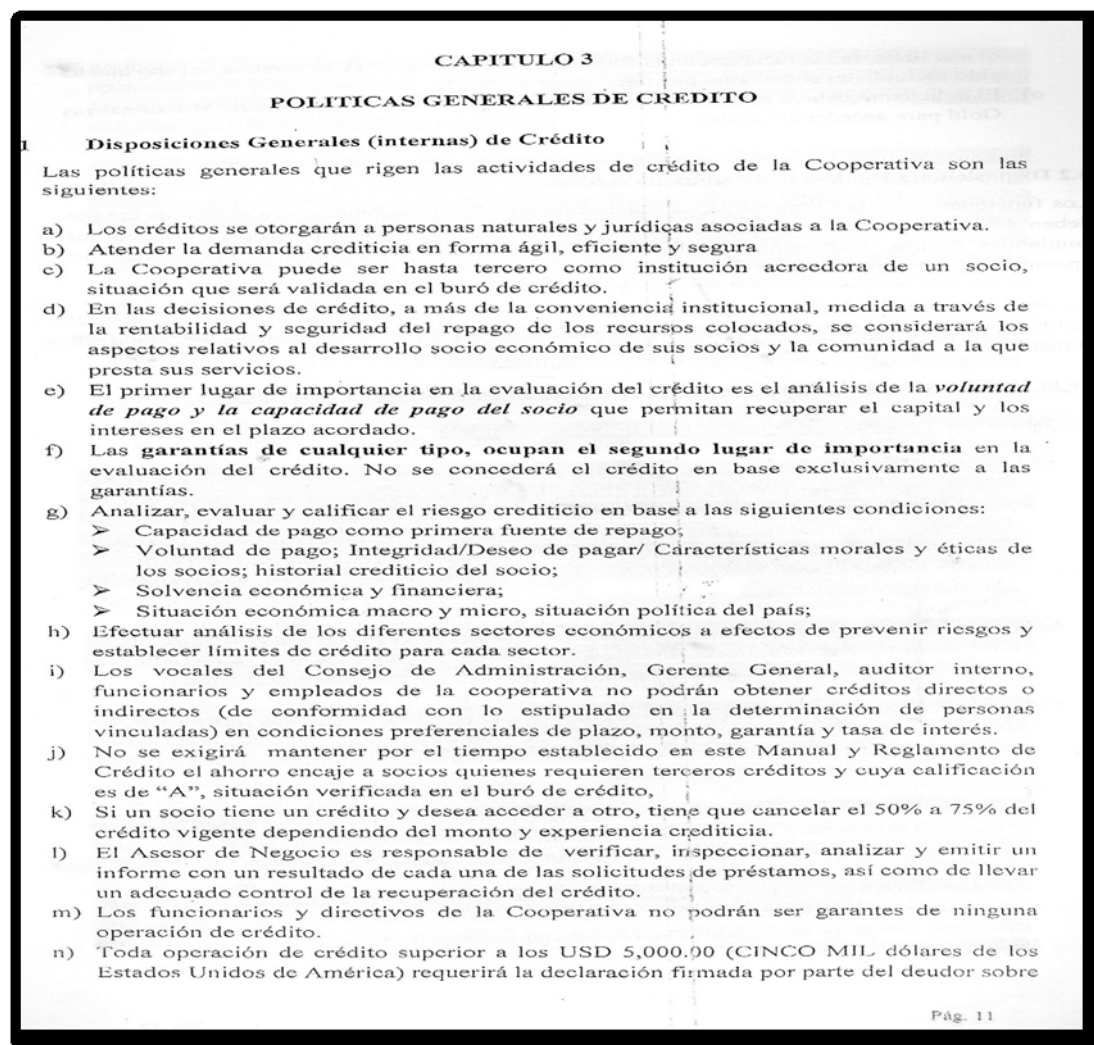 CAPITULO 3
POLITICAS GENERALES DE CREDITO
1 Disposiciones Generales (internas) de Crédito
Las políticas generales que rigen las actividades de crédito de la Cooperativa son las
siguientes:
a) Los créditos se otorgarán a personas naturales y jurídicas asociadas a la Cooperativa.
b) Atender la demanda crediticia en forma ágil, eficiente y segura
c) La Cooperativa puede ser hasta tercero como institución acreedora de un socio,
situación que será validada en el buró de crédito.
d) En las decisiones de crédito, a más de la conveniencia institucional, medida a través de
la rentabilidad y seguridad del repago de los recursos colocados, se considerará los
aspectos relativos al desarrollo socio económico de sus socios y la comunidad a la que
presta sus servicios.
e) El primer lugar de importancia en la evaluación del crédito es el análisis de la voluntad
de pago y la capacidad de pago del socio que permitan recuperar el capital y los
intereses en el plazo acordado.
f) Las garantías de cualquier tipo, ocupan el segundo lugar de importancia en la
evaluación del crédito. No se concederá el crédito en base exclusivamente a las
garantías.
g) Analizar, evaluar y calificar el riesgo crediticio en base a las siguientes condiciones:
➢ Capacidad de pago como primera fuente de repago;
➢ Voluntad de pago; Integridad/Deseo de pagar/ Características morales y éticas de
los socios; historial crediticio del socio;
➢ Solvencia económica y financiera;
➢ Situación económica macro y micro, situación política del país;
h) Efectuar análisis de los diferentes sectores económicos a efectos de prevenir riesgos y
establecer límites de crédito para cada sector.
i) Los vocales del Consejo de Administración, Gerente General, auditor interno,
funcionarios y empleados de la cooperativa no podrán obtener créditos directos o
indirectos (de conformidad con lo estipulado en la determinación de personas
vinculadas) en condiciones preferenciales de plazo, monto, garantía y tasa de interés.
j) No se exigirá mantener por el tiempo establecido en este Manual y Reglamento de
Crédito el ahorro encaje a socios quienes requieren terceros créditos y cuya calificación
es de “A”, situación verificada en el buró de crédito,
k) Si un socio tiene un crédito y desea acceder a otro, tiene que cancelar el 50% a 75% del
crédito vigente dependiendo del monto y experiencia crediticia.
l) El Asesor de Negocio es responsable de verificar, inspeccionar, analizar y emitir un
informe con un resultado de cada una de las solicitudes de préstamos, así como de llevar
un adecuado control de la recuperación del crédito.
m) Los funcionarios y directivos de la Cooperativa no podrán ser garantes de ninguna
operación de crédito.
n) Toda operación de crédito superior a los USD 5,000.00 (CINCO MIL dólares de los
Estados Unidos de América) requerirá la declaración firmada por parte del deudor sobre
Pág. 11